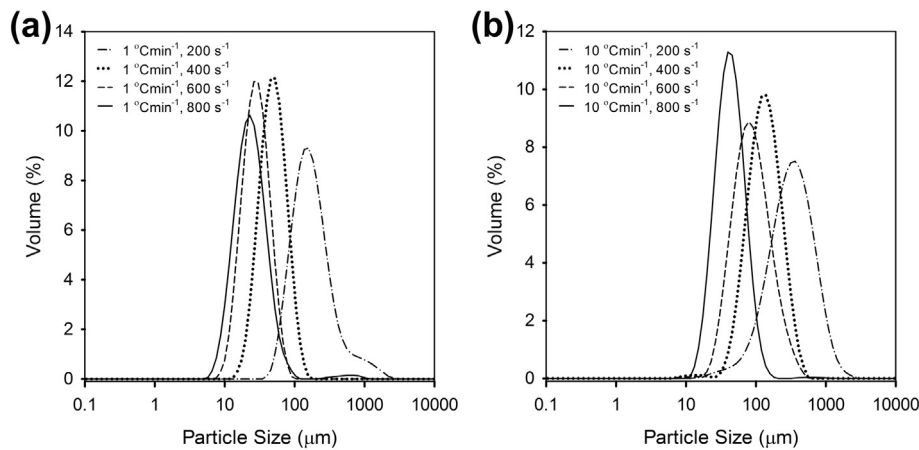 (a)
14
12
10
8
6
4
2
0
Volume (%)
1 °Cmin⁻¹, 200 s⁻¹
1 °Cmin⁻¹, 400 s⁻¹
1 °Cmin⁻¹, 600 s⁻¹
1 °Cmin⁻¹, 800 s⁻¹
0.1 1 10 100 1000 10000
Particle Size (μm)
(b)
12
10
8
6
4
2
0
Volume (%)
10 °Cmin⁻¹, 200 s⁻¹
10 °Cmin⁻¹, 400 s⁻¹
10 °Cmin⁻¹, 600 s⁻¹
10 °Cmin⁻¹, 800 s⁻¹
0.1 1 10 100 1000 10000
Particle Size (μm)